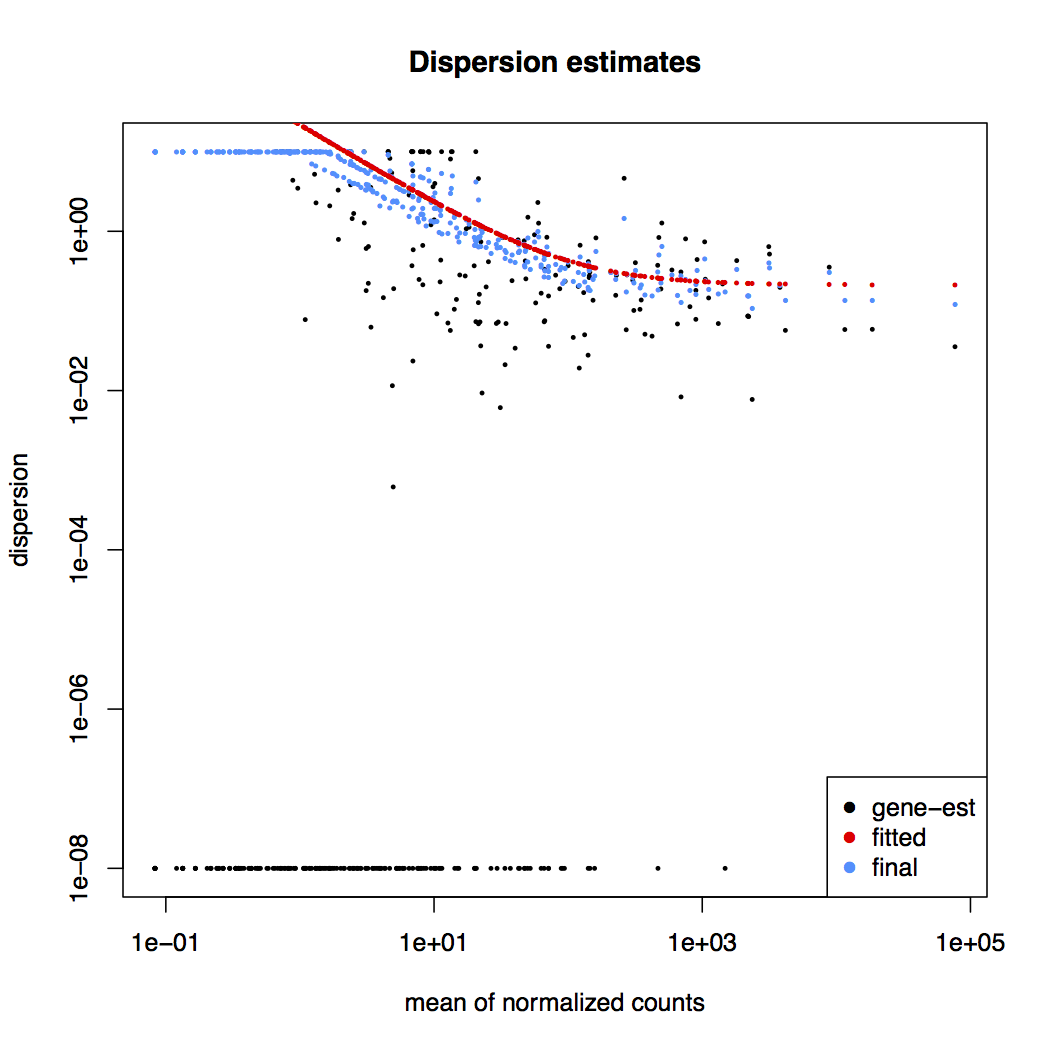 Dispersion estimates
dispersion
1e+00
1e−02
1e−04
1e−06
1e−08
gene−est
fitted
final
1e−01
1e+01
1e+03
1e+05
mean of normalized counts